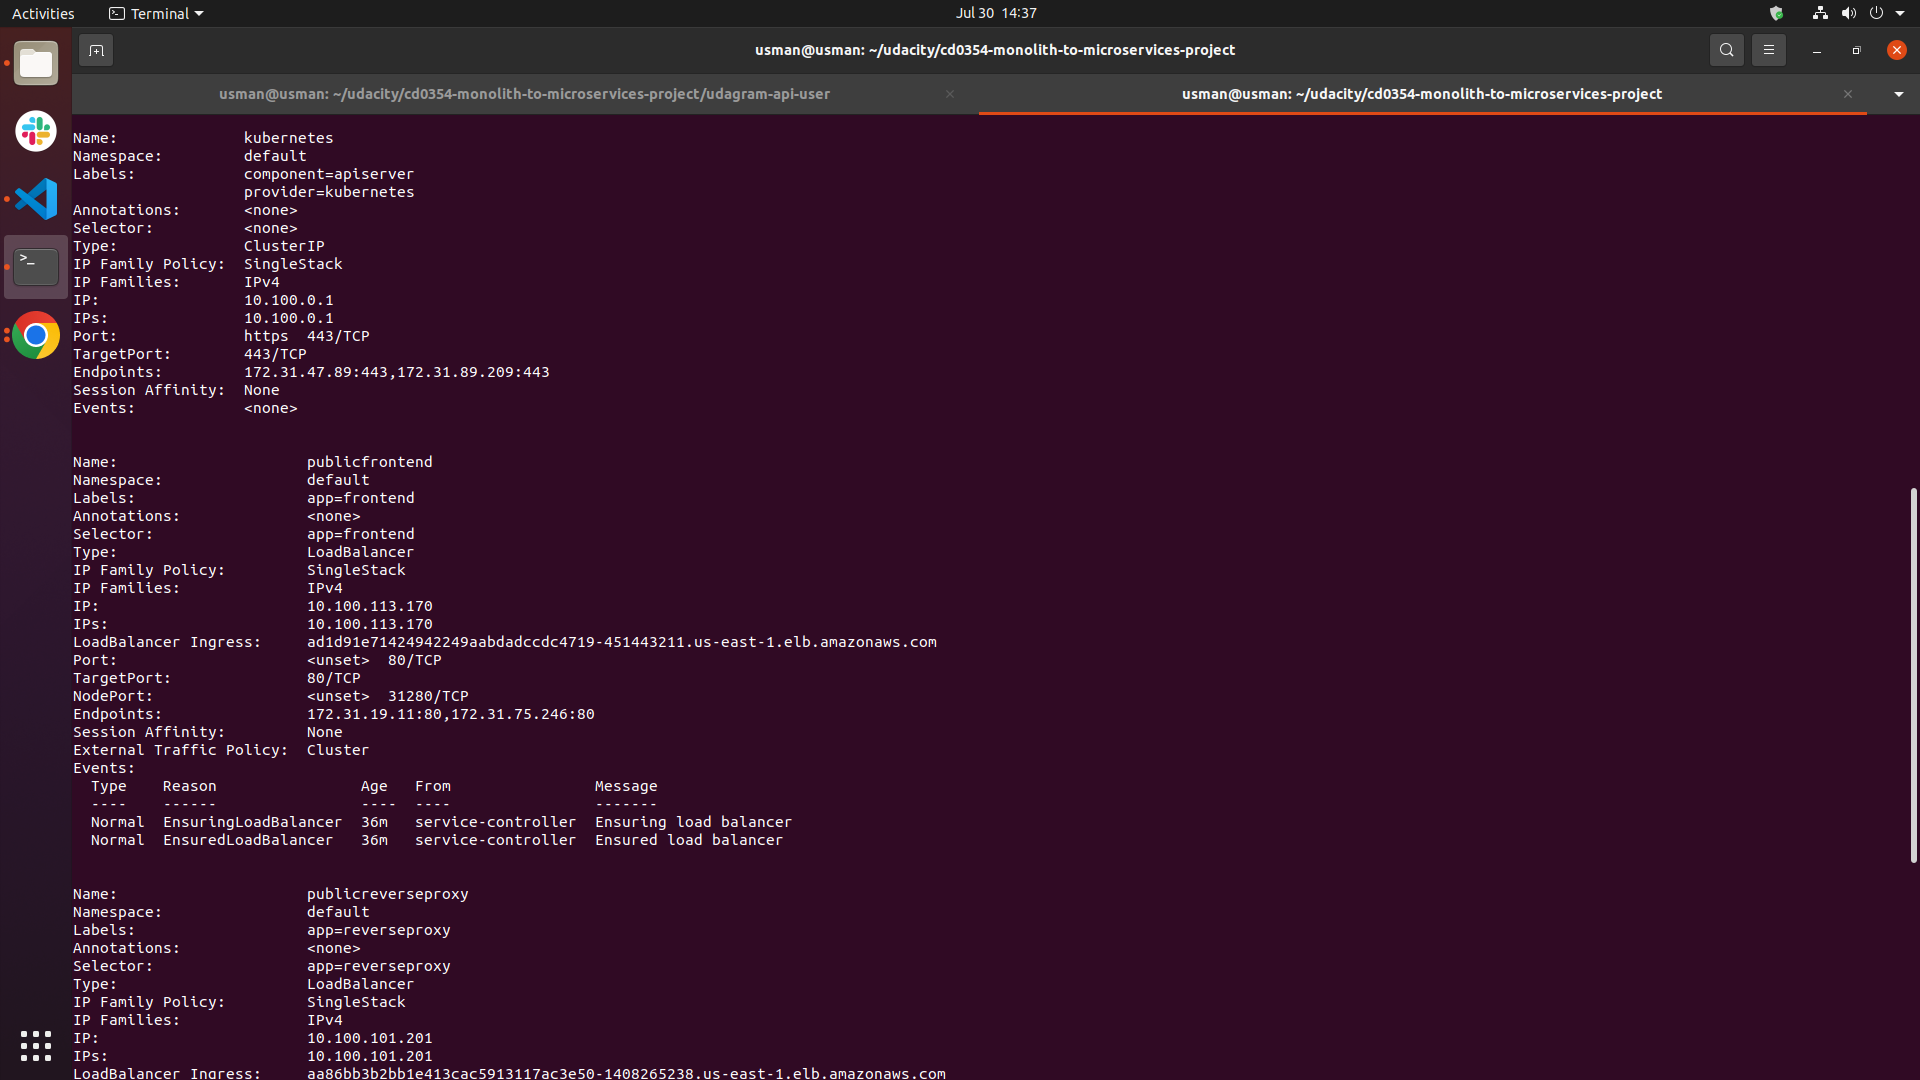 Activities Terminal Jul 30 14:37
usman@usman: ~/udacity/cd0354-monolith-to-microservices-project
usman@usman: ~/udacity/cd0354-monolith-to-microservices-project/udagram-api-user usman@usman: ~/udacity/cd0354-monolith-to-microservices-project
Name: kubernetes
Namespace: default
Labels: component=apiserver
provider=kubernetes
Annotations: <none>
Selector: <none>
Type: ClusterIP
IP Family Policy: SingleStack
IP Families: IPv4
IP: 10.100.0.1
IPs: 10.100.0.1
Port: https 443/TCP
TargetPort: 443/TCP
Endpoints: 172.31.47.89:443,172.31.89.209:443
Session Affinity: None
Events: <none>
Name: publicfrontend
Namespace: default
Labels: app=frontend
Annotations: <none>
Selector: app=frontend
Type: LoadBalancer
IP Family Policy: SingleStack
IP Families: IPv4
IP: 10.100.113.170
IPs: 10.100.113.170
LoadBalancer Ingress: ad1d91e71424942249aabdadccdc4719-451443211.us-east-1.elb.amazonaws.com
Port: <unset> 80/TCP
TargetPort: 80/TCP
NodePort: <unset> 31280/TCP
Endpoints: 172.31.19.11:80,172.31.75.246:80
Session Affinity: None
External Traffic Policy: Cluster
Events:
Type Reason Age From Message
---- ------ ---- ---- -------
Normal EnsuringLoadBalancer 36m service-controller Ensuring load balancer
Normal EnsuredLoadBalancer 36m service-controller Ensured load balancer
Name: publicreverseproxy
Namespace: default
Labels: app=reverseproxy
Annotations: <none>
Selector: app=reverseproxy
Type: LoadBalancer
IP Family Policy: SingleStack
IP Families: IPv4
IP: 10.100.101.201
IPs: 10.100.101.201
LoadBalancer Ingress: aa86bb3b2bb1e413cac5913117ac3e50-1408265238.us-east-1.elb.amazonaws.com